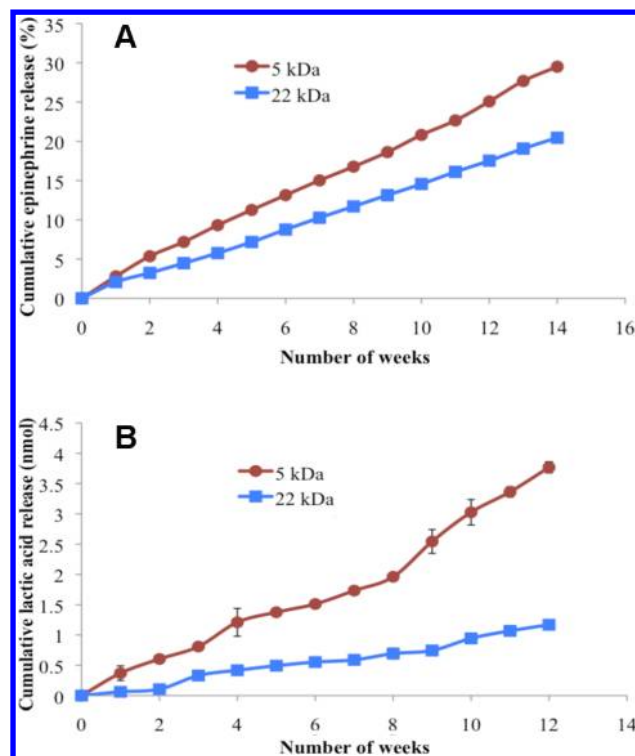 A
Cumulative epinephrine release (%)
35
30
25
20
15
10
5
0
5 kDa
22 kDa
0 2 4 6 8 10 12 14 16
Number of weeks
B
Cumulative lactic acid release (nmol)
4.5
4
3.5
3
2.5
2
1.5
1
0.5
0
5 kDa
22 kDa
0 2 4 6 8 10 12 14
Number of weeks